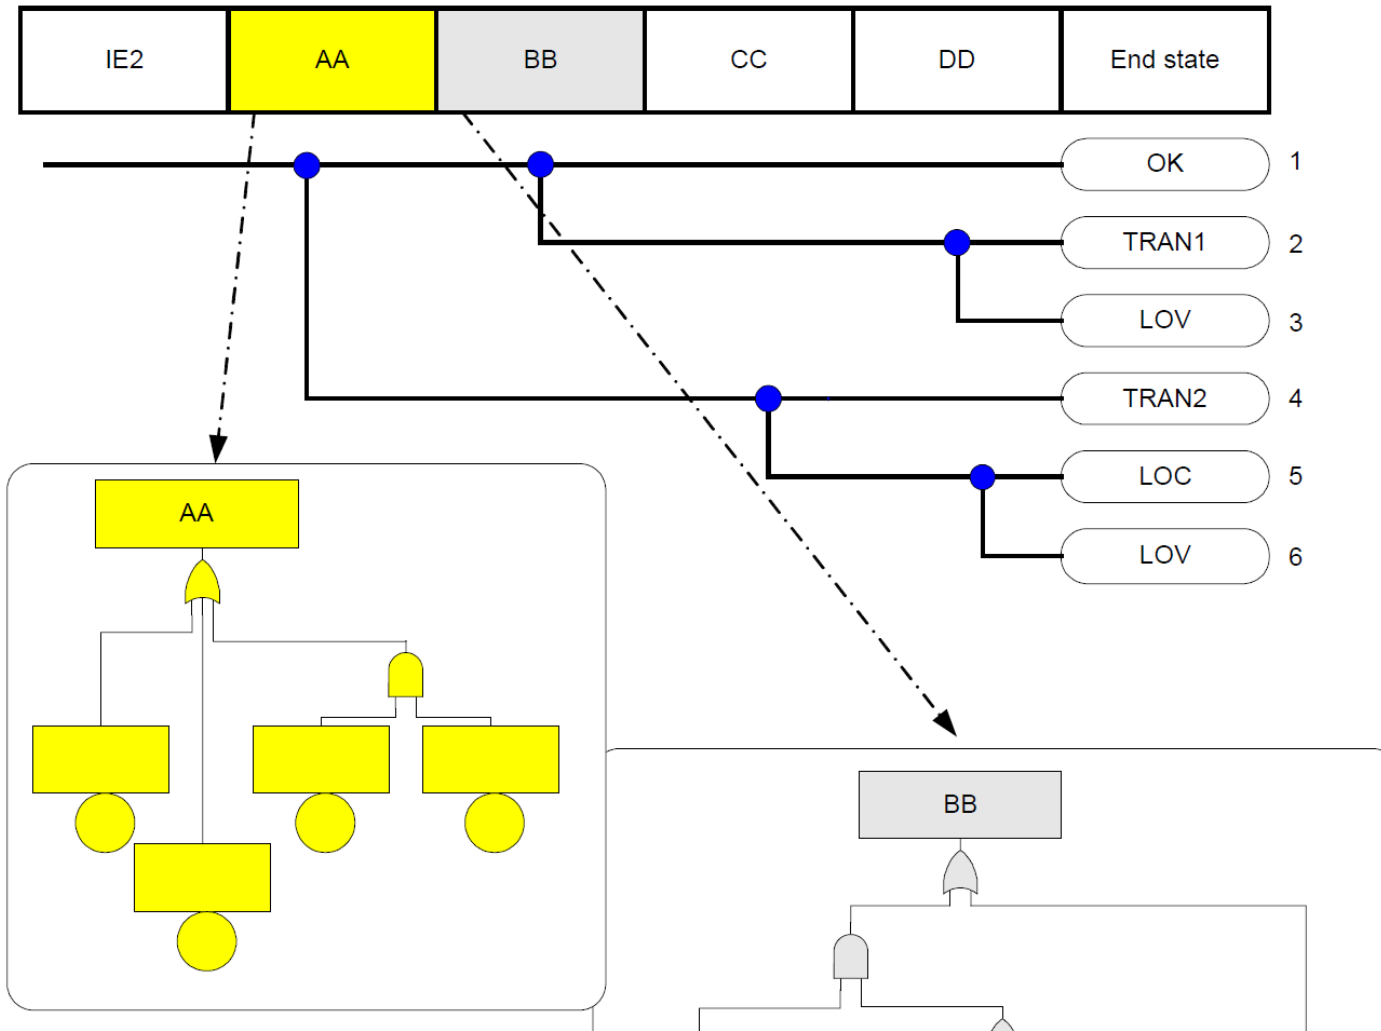 IE2 AA BB CC DD End state
OK 1
TRAN1 2
LOV 3
TRAN2 4
LOC 5
LOV 6
AA
BB